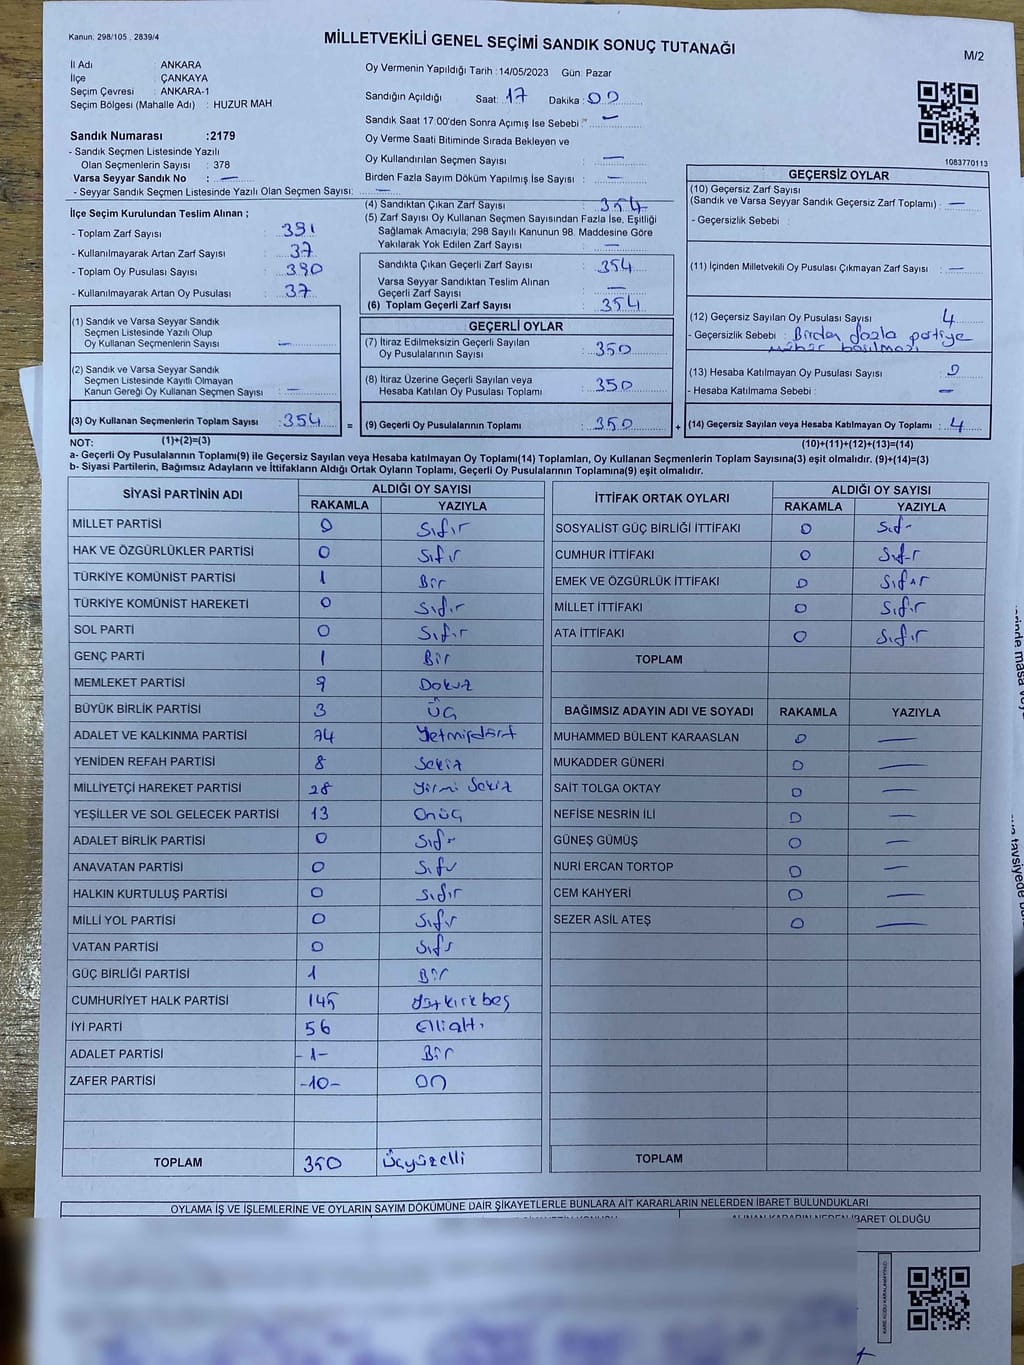 Kanun: 298/105 , 2839/4
MİLLETVEKİLİ GENEL SEÇİMİ SANDIK SONUÇ TUTANAĞI
M/2
İl Adı ANKARA
İlçe ÇANKAYA
Seçim Çevresi : ANKARA-1
Seçim Bölgesi (Mahalle Adı) : HUZUR MAH
Sandık Numarası :2179
- Sandık Seçmen Listesinde Yazılı
Olan Seçmenlerin Sayısı : 378
Varsa Seyyar Sandık No : —
- Seyyar Sandık Seçmen Listesinde Yazılı Olan Seçmen Sayısı: —
Oy Vermenin Yapıldığı Tarih :14/05/2023 Gün: Pazar
Sandığın Açıldığı Saat: 17 Dakika : 00
Sandık Saat 17:00'den Sonra Açımış İse Sebebi : —
Oy Verme Saati Bitiminde Sırada Bekleyen ve
Oy Kullandırılan Seçmen Sayısı : —
Birden Fazla Sayım Döküm Yapılmış İse Sayısı : —
1083770113
İlçe Seçim Kurulundan Teslim Alınan ;
- Toplam Zarf Sayısı : 391
- Kullanılmayarak Artan Zarf Sayısı : 37
- Toplam Oy Pusulası Sayısı : 390
- Kullanılmayarak Artan Oy Pusulası : 37
(1) Sandık ve Varsa Seyyar Sandık
Seçmen Listesinde Yazılı Olup
Oy Kullanan Seçmenlerin Sayısı : —
(2) Sandık ve Varsa Seyyar Sandık
Seçmen Listesinde Kayıtlı Olmayan
Kanun Gereği Oy Kullanan Seçmen Sayısı : —
(3) Oy Kullanan Seçmenlerin Toplam Sayısı : 354 =
(4) Sandıktan Çıkan Zarf Sayısı : 354
(5) Zarf Sayısı Oy Kullanan Seçmen Sayısından Fazla İse, Eşitliği
Sağlamak Amacıyla; 298 Sayılı Kanunun 98. Maddesine Göre
Yakılarak Yok Edilen Zarf Sayısı : —
Sandıkta Çıkan Geçerli Zarf Sayısı : 354
Varsa Seyyar Sandıktan Teslim Alınan
Geçerli Zarf Sayısı : —
(6) Toplam Geçerli Zarf Sayısı : 354
GEÇERLİ OYLAR
(7) İtiraz Edilmeksizin Geçerli Sayılan
Oy Pusulalarının Sayısı : 350
(8) İtiraz Üzerine Geçerli Sayılan veya
Hesaba Katılan Oy Pusulası Toplamı : 350
(9) Geçerli Oy Pusulalarının Toplamı : 350 +
GEÇERSİZ OYLAR
(10) Geçersiz Zarf Sayısı
(Sandık ve Varsa Seyyar Sandık Geçersiz Zarf Toplamı) : —
- Geçersizlik Sebebi :
(11) İçinden Milletvekili Oy Pusulası Çıkmayan Zarf Sayısı : —
(12) Geçersiz Sayılan Oy Pusulası Sayısı : 4
- Geçersizlik Sebebi : Birden fazla partiye
mühür basılması
(13) Hesaba Katılmayan Oy Pusulası Sayısı : 0
- Hesaba Katılmama Sebebi : —
(14) Geçersiz Sayılan veya Hesaba Katılmayan Oy Toplamı : 4
NOT: (1)+(2)=(3) (10)+(11)+(12)+(13)=(14)
a- Geçerli Oy Pusulalarının Toplamı(9) ile Geçersiz Sayılan veya Hesaba katılmayan Oy Toplamı(14) Toplamları, Oy Kullanan Seçmenlerin Toplam Sayısına(3) eşit olmalıdır. (9)+(14)=(3)
b- Siyasi Partilerin, Bağımsız Adayların ve İttifakların Aldığı Ortak Oyların Toplamı, Geçerli Oy Pusulalarının Toplamına(9) eşit olmalıdır.
SİYASİ PARTİNİN ADI ALDIĞI OY SAYISI
RAKAMLA YAZIYLA
MİLLET PARTİSİ 0 Sıfır
HAK VE ÖZGÜRLÜKLER PARTİSİ 0 Sıfır
TÜRKİYE KOMÜNİST PARTİSİ 1 Bir
TÜRKİYE KOMÜNİST HAREKETİ 0 Sıfır
SOL PARTİ 0 Sıfır
GENÇ PARTİ 1 Bir
MEMLEKET PARTİSİ 9 Dokuz
BÜYÜK BİRLİK PARTİSİ 3 Üç
ADALET VE KALKINMA PARTİSİ 74 Yetmişdört
YENİDEN REFAH PARTİSİ 8 Sekiz
MİLLİYETÇİ HAREKET PARTİSİ 28 Yirmi Sekiz
YEŞİLLER VE SOL GELECEK PARTİSİ 13 Onüç
ADALET BİRLİK PARTİSİ 0 Sıfır
ANAVATAN PARTİSİ 0 Sıfır
HALKIN KURTULUŞ PARTİSİ 0 Sıfır
MİLLİ YOL PARTİSİ 0 Sıfır
VATAN PARTİSİ 0 Sıfır
GÜÇ BİRLİĞİ PARTİSİ 1 Bir
CUMHURİYET HALK PARTİSİ 145 yüzkırkbeş
İYİ PARTİ 56 Ellialtı
ADALET PARTİSİ -1- Bir
ZAFER PARTİSİ -10- on
TOPLAM 350 üçyüzelli
İTTİFAK ORTAK OYLARI ALDIĞI OY SAYISI
RAKAMLA YAZIYLA
SOSYALİST GÜÇ BİRLİĞİ İTTİFAKI 0 Sıfır
CUMHUR İTTİFAKI 0 Sıfır
EMEK VE ÖZGÜRLÜK İTTİFAKI 0 Sıfır
MİLLET İTTİFAKI 0 Sıfır
ATA İTTİFAKI 0 Sıfır
TOPLAM
BAĞIMSIZ ADAYIN ADI VE SOYADI RAKAMLA YAZIYLA
MUHAMMED BÜLENT KARAASLAN 0 —
MUKADDER GÜNERİ 0 —
SAİT TOLGA OKTAY 0 —
NEFİSE NESRİN İLİ 0 —
GÜNEŞ GÜMÜŞ 0 —
NURİ ERCAN TORTOP 0 —
CEM KAHYERİ 0 —
SEZER ASİL ATEŞ 0 —
TOPLAM
OYLAMA İŞ VE İŞLEMLERİNE VE OYLARIN SAYIM DÖKÜMÜNE DAİR ŞİKAYETLERLE BUNLARA AİT KARARLARIN NELERDEN İBARET BULUNDUKLARI
ALINAN KARARIN NEDEN İBARET OLDUĞU